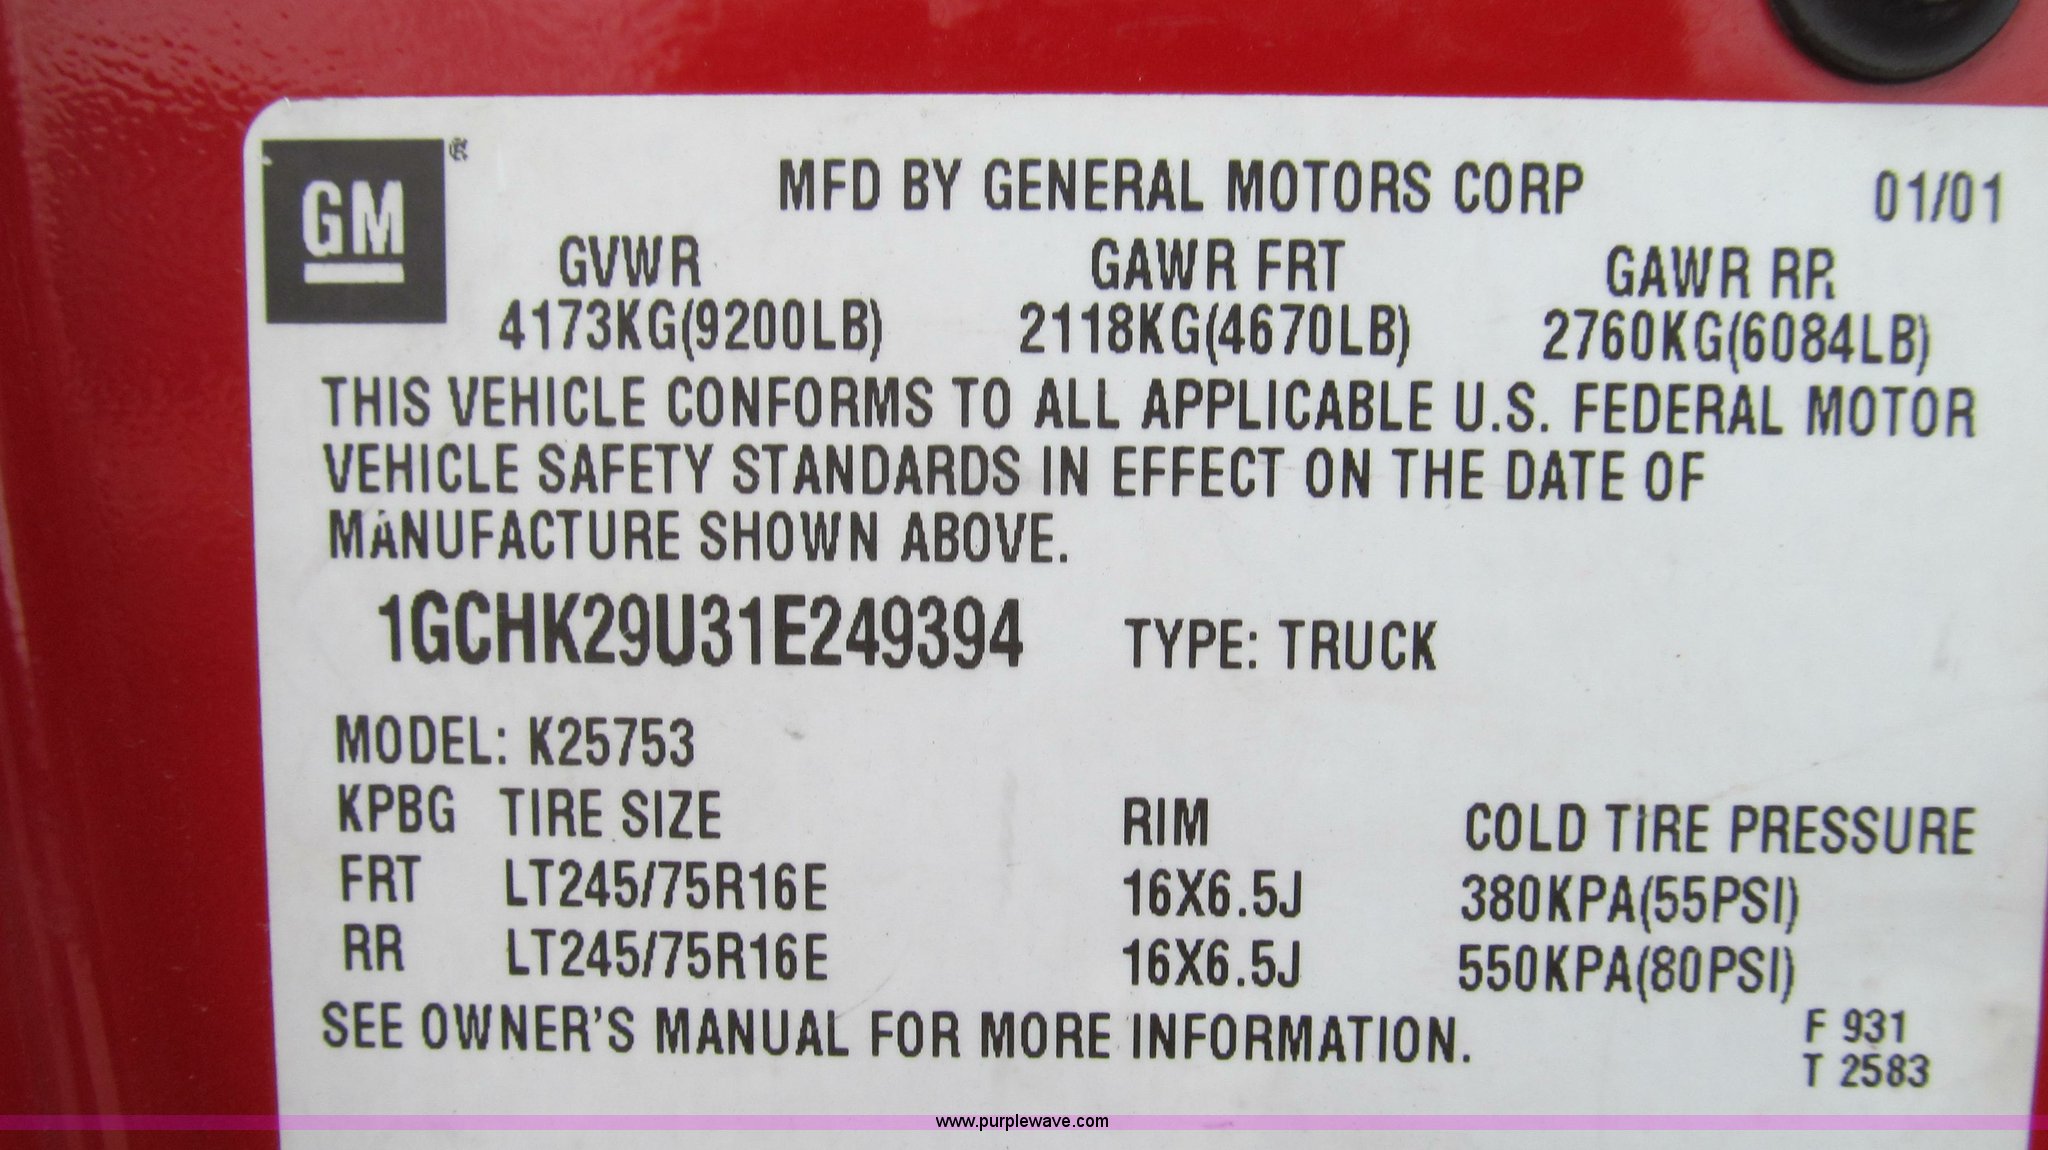 GM
MFD BY GENERAL MOTORS CORP 01/01
GVWR GAWR FRT GAWR RR
4173KG(9200LB) 2118KG(4670LB) 2760KG(6084LB)
THIS VEHICLE CONFORMS TO ALL APPLICABLE U.S. FEDERAL MOTOR
VEHICLE SAFETY STANDARDS IN EFFECT ON THE DATE OF
MANUFACTURE SHOWN ABOVE.
1GCHK29U31E249394 TYPE: TRUCK
MODEL: K25753
KPBG TIRE SIZE RIM COLD TIRE PRESSURE
FRT LT245/75R16E 16X6.5J 380KPA(55PSI)
RR LT245/75R16E 16X6.5J 550KPA(80PSI)
SEE OWNER'S MANUAL FOR MORE INFORMATION.
F 931
T 2583
www.purplewave.com